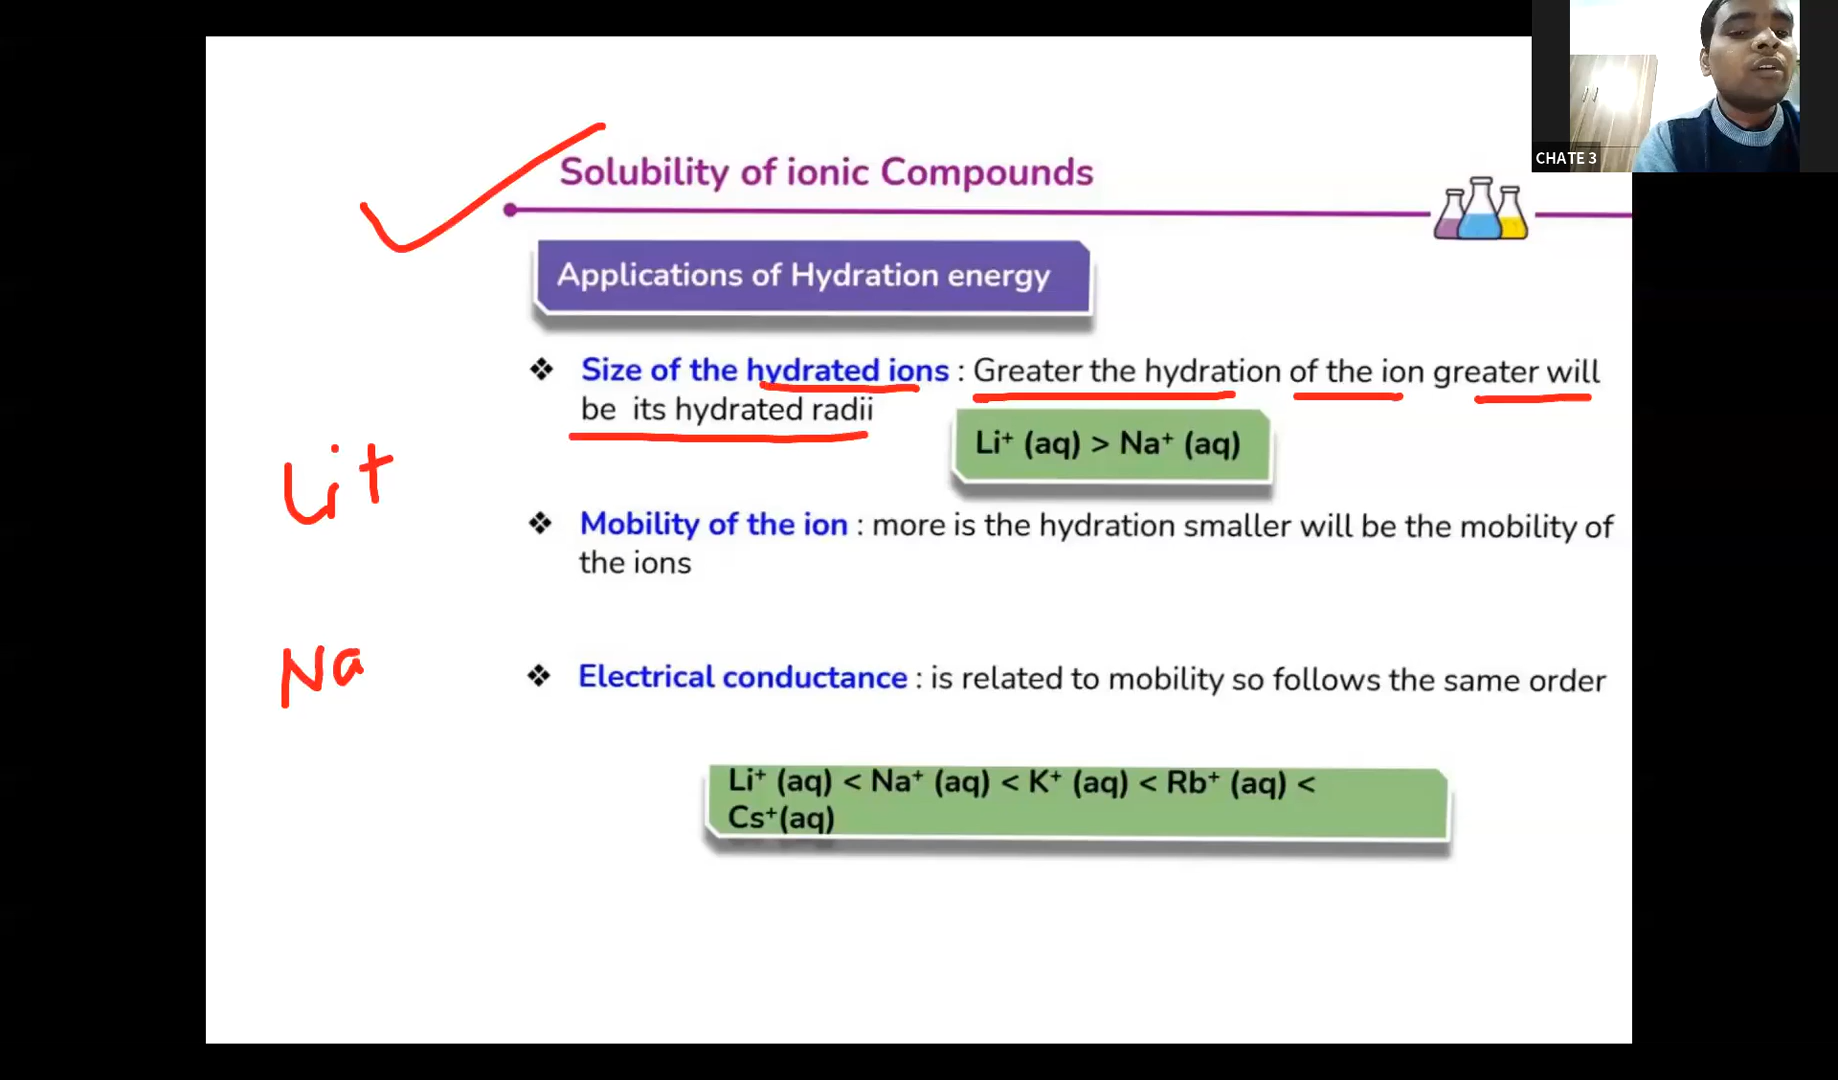 CHATE 3
Solubility of ionic Compounds
Applications of Hydration energy
❖ Size of the hydrated ions : Greater the hydration of the ion greater will
be its hydrated radii
Li⁺ (aq) > Na⁺ (aq)
Li+
❖ Mobility of the ion : more is the hydration smaller will be the mobility of
the ions
Na
❖ Electrical conductance : is related to mobility so follows the same order
Li⁺ (aq) < Na⁺ (aq) < K⁺ (aq) < Rb⁺ (aq) <
Cs⁺(aq)